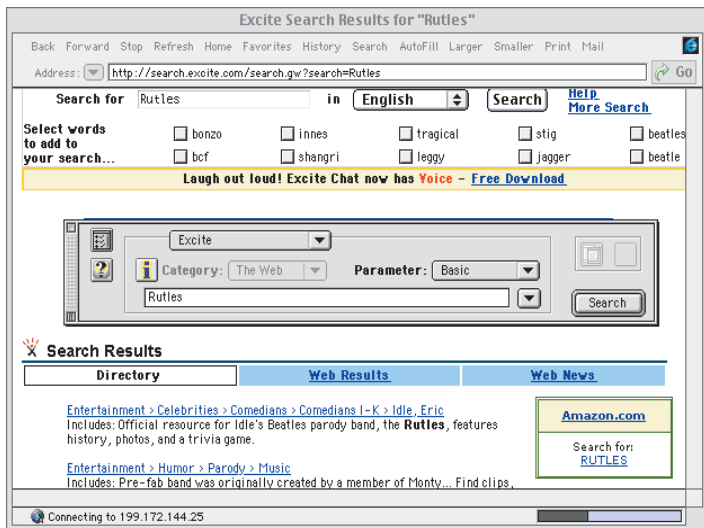 Excite Search Results for "Rutles"
Back Forward Stop Refresh Home Favorites History Search AutoFill Larger Smaller Print Mail
Address: http://search.excite.com/search.gw?search=Rutles Go
Search for Rutles in English Search Help
More Search
Select words
to add to
your search...
bonzo innes tragical stig beatles
bcf shangri leggy jagger beatle
Laugh out loud! Excite Chat now has Voice - Free Download
Excite
Category: The Web Parameter: Basic
Rutles
Search
Search Results
Directory Web Results Web News
Entertainment > Celebrities > Comedians > Comedians I-K > Idle, Eric
Includes: Official resource for Idle's Beatles parody band, the Rutles, features
history, photos, and a trivia game.
Amazon.com
Search for:
RUTLES
Entertainment > Humor > Parody > Music
Includes: Pre-fab band was originally created by a member of Monty... Find clips,
Connecting to 199.172.144.25